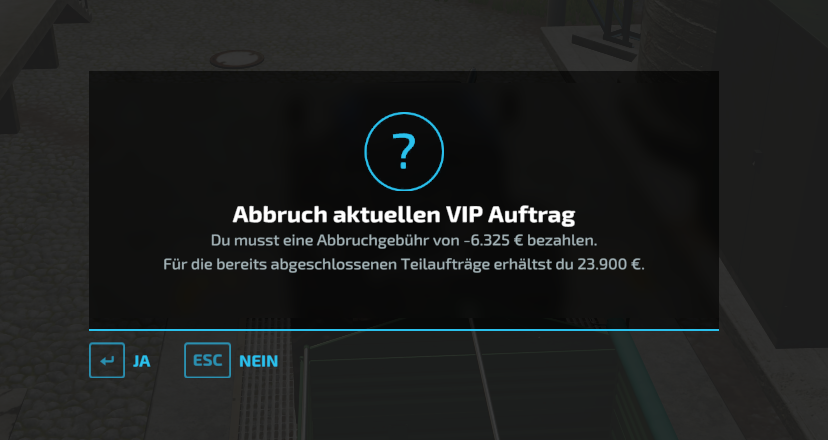 ?
Abbruch aktuellen VIP Auftrag
Du musst eine Abbruchgebühr von -6.325 € bezahlen.
Für die bereits abgeschlossenen Teilaufträge erhältst du 23.900 €.
↵ JA ESC NEIN